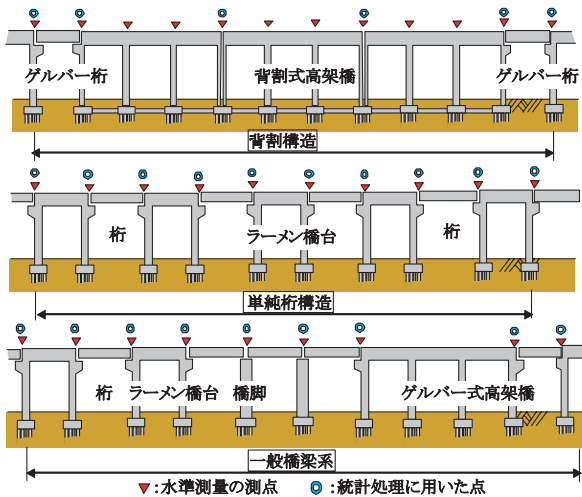 ゲルバー桁 背割式高架橋 ゲルバー桁
背割構造
桁 ラーメン橋台 桁
単純桁構造
桁 ラーメン橋台 橋脚 ゲルバー式高架橋
一般橋梁系
▼:水準測量の測点 ◎:統計処理に用いた点